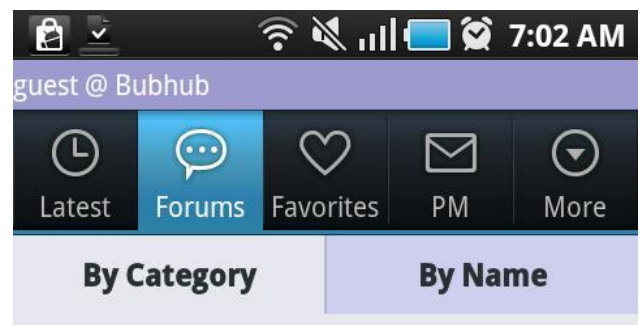 7:02 AM
guest @ Bubhub
Latest Forums Favorites PM More
By Category By Name